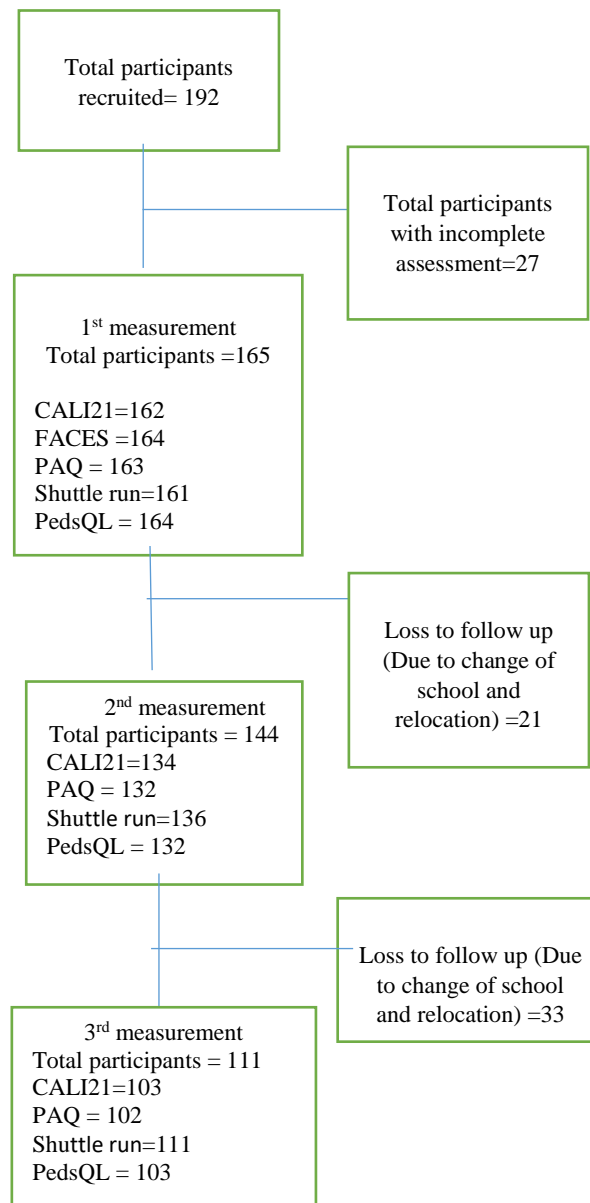 Total participants
recruited= 192
Total participants
with incomplete
assessment=27
1st measurement
Total participants =165
CALI21=162
FACES =164
PAQ = 163
Shuttle run=161
PedsQL = 164
Loss to follow up
(Due to change of
school and
relocation) =21
2nd measurement
Total participants = 144
CALI21=134
PAQ = 132
Shuttle run=136
PedsQL = 132
Loss to follow up (Due
to change of school
and relocation) =33
3rd measurement
Total participants = 111
CALI21=103
PAQ = 102
Shuttle run=111
PedsQL = 103